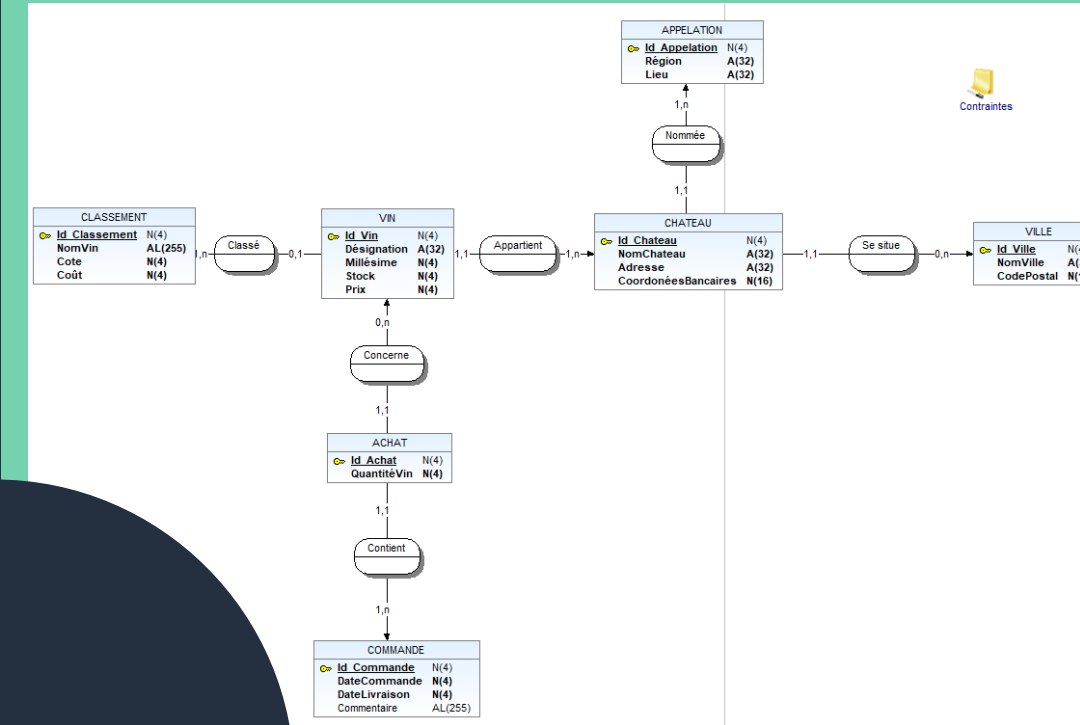 APPELATION
Id_Appelation N(4)
Région A(32)
Lieu A(32)
1,n
Nommée
1,1
Contraintes
CLASSEMENT
Id_Classement N(4)
NomVin AL(255)
Cote N(4)
Coût N(4)
1,n
Classé
0,1
VIN
Id_Vin N(4)
Désignation A(32)
Millésime N(4)
Stock N(4)
Prix N(4)
1,1
Appartient
1,n
CHATEAU
Id_Chateau N(4)
NomChateau A(32)
Adresse A(32)
CoordonéesBancaires N(16)
1,1
Se situe
0,n
VILLE
Id_Ville
NomVille
CodePostal
0,n
Concerne
1,1
ACHAT
Id_Achat N(4)
QuantitéVin N(4)
1,1
Contient
1,n
COMMANDE
Id_Commande N(4)
DateCommande N(4)
DateLivraison N(4)
Commentaire AL(255)